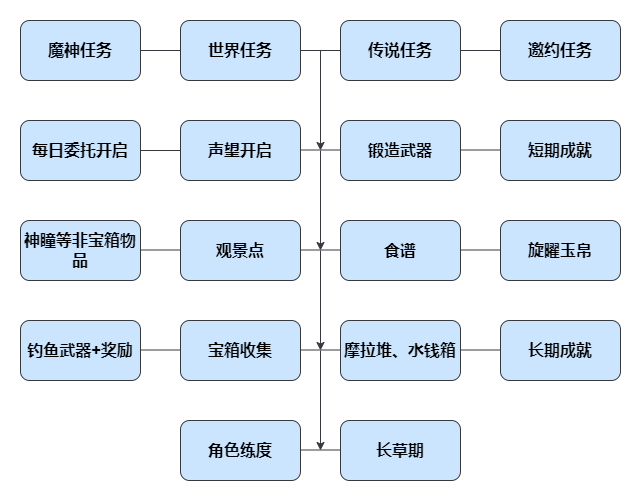 魔神任务
世界任务
传说任务
邀约任务
每日委托开启
声望开启
锻造武器
短期成就
神瞳等非宝箱物
品
观景点
食谱
旋曜玉帛
钓鱼武器+奖励
宝箱收集
摩拉堆、水钱箱
长期成就
角色练度
长草期